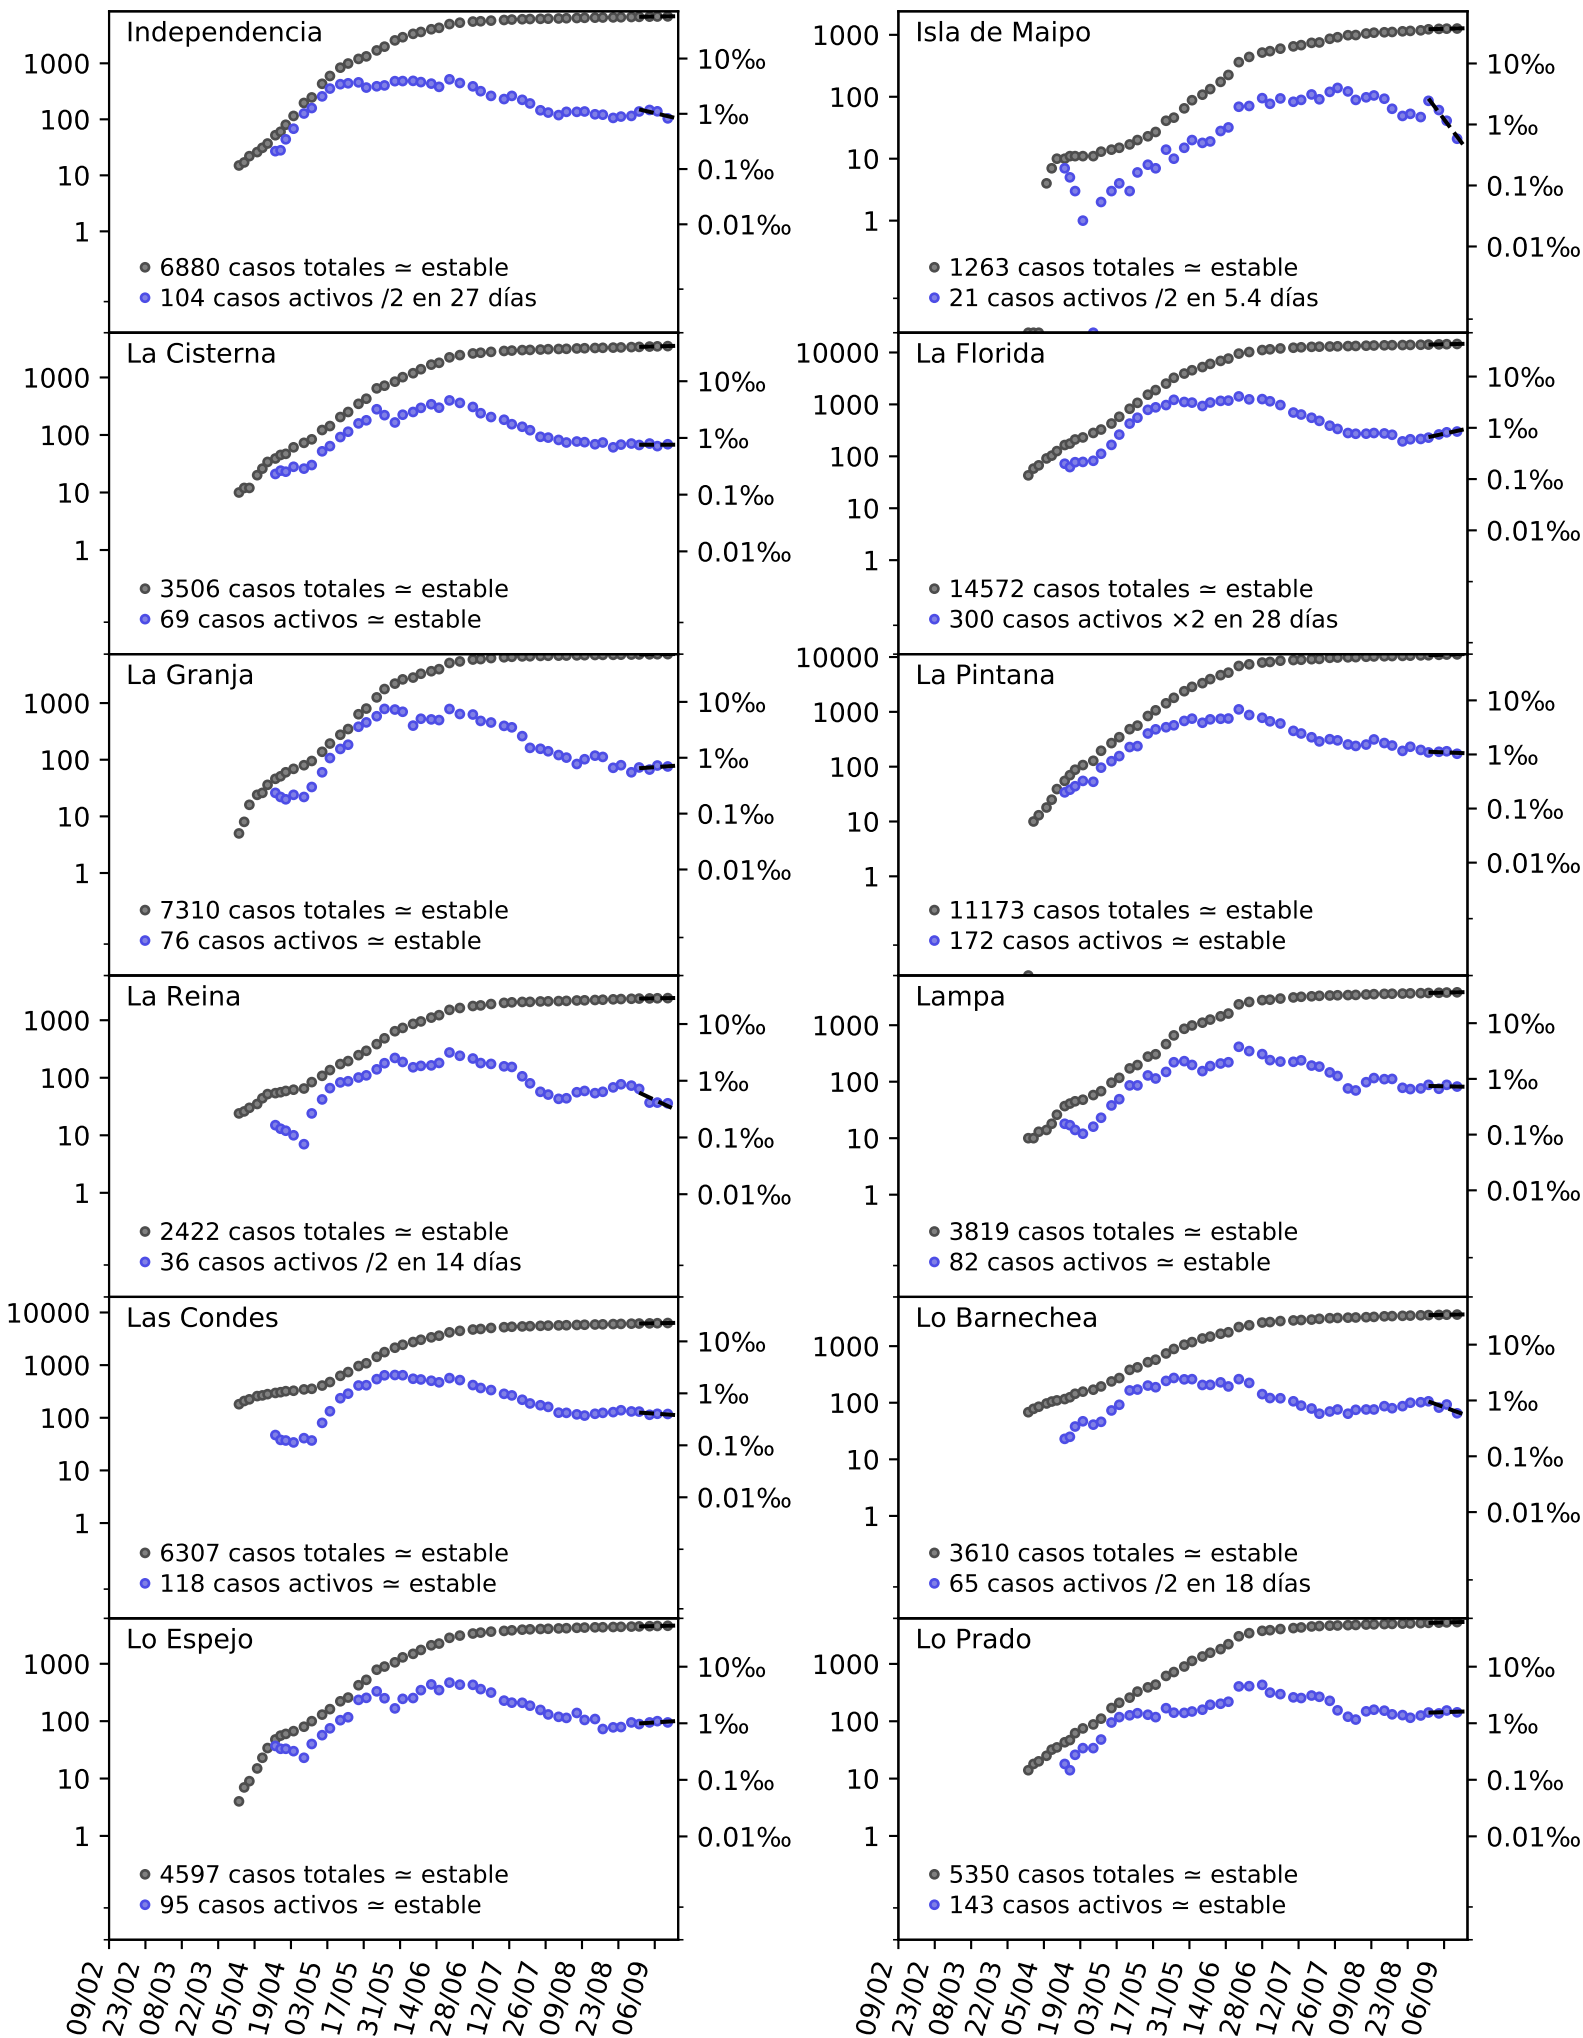 Independencia
1000
100
10
1
10‰
1‰
0.1‰
0.01‰
6880 casos totales ≃ estable
104 casos activos /2 en 27 días
Isla de Maipo
1000
100
10
1
10‰
1‰
0.1‰
0.01‰
1263 casos totales ≃ estable
21 casos activos /2 en 5.4 días
La Cisterna
1000
100
10
1
10‰
1‰
0.1‰
0.01‰
3506 casos totales ≃ estable
69 casos activos ≃ estable
La Florida
10000
1000
100
10
1
10‰
1‰
0.1‰
0.01‰
14572 casos totales ≃ estable
300 casos activos ×2 en 28 días
La Granja
1000
100
10
1
10‰
1‰
0.1‰
0.01‰
7310 casos totales ≃ estable
76 casos activos ≃ estable
La Pintana
10000
1000
100
10
1
10‰
1‰
0.1‰
0.01‰
11173 casos totales ≃ estable
172 casos activos ≃ estable
La Reina
1000
100
10
1
10‰
1‰
0.1‰
0.01‰
2422 casos totales ≃ estable
36 casos activos /2 en 14 días
Lampa
1000
100
10
1
10‰
1‰
0.1‰
0.01‰
3819 casos totales ≃ estable
82 casos activos ≃ estable
Las Condes
10000
1000
100
10
1
10‰
1‰
0.1‰
0.01‰
6307 casos totales ≃ estable
118 casos activos ≃ estable
Lo Barnechea
1000
100
10
1
10‰
1‰
0.1‰
0.01‰
3610 casos totales ≃ estable
65 casos activos /2 en 18 días
Lo Espejo
1000
100
10
1
10‰
1‰
0.1‰
0.01‰
4597 casos totales ≃ estable
95 casos activos ≃ estable
Lo Prado
1000
100
10
1
10‰
1‰
0.1‰
0.01‰
5350 casos totales ≃ estable
143 casos activos ≃ estable
09/02 23/02 08/03 22/03 05/04 19/04 03/05 17/05 31/05 14/06 28/06 12/07 26/07 09/08 23/08 06/09
09/02 23/02 08/03 22/03 05/04 19/04 03/05 17/05 31/05 14/06 28/06 12/07 26/07 09/08 23/08 06/09